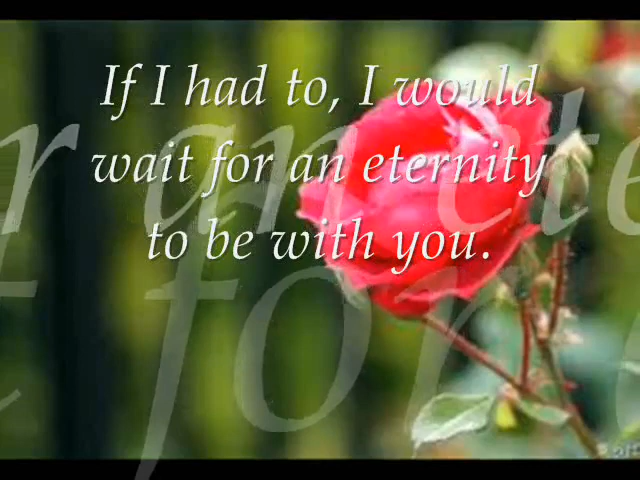 If I had to, I would
wait for an eternity
to be with you.